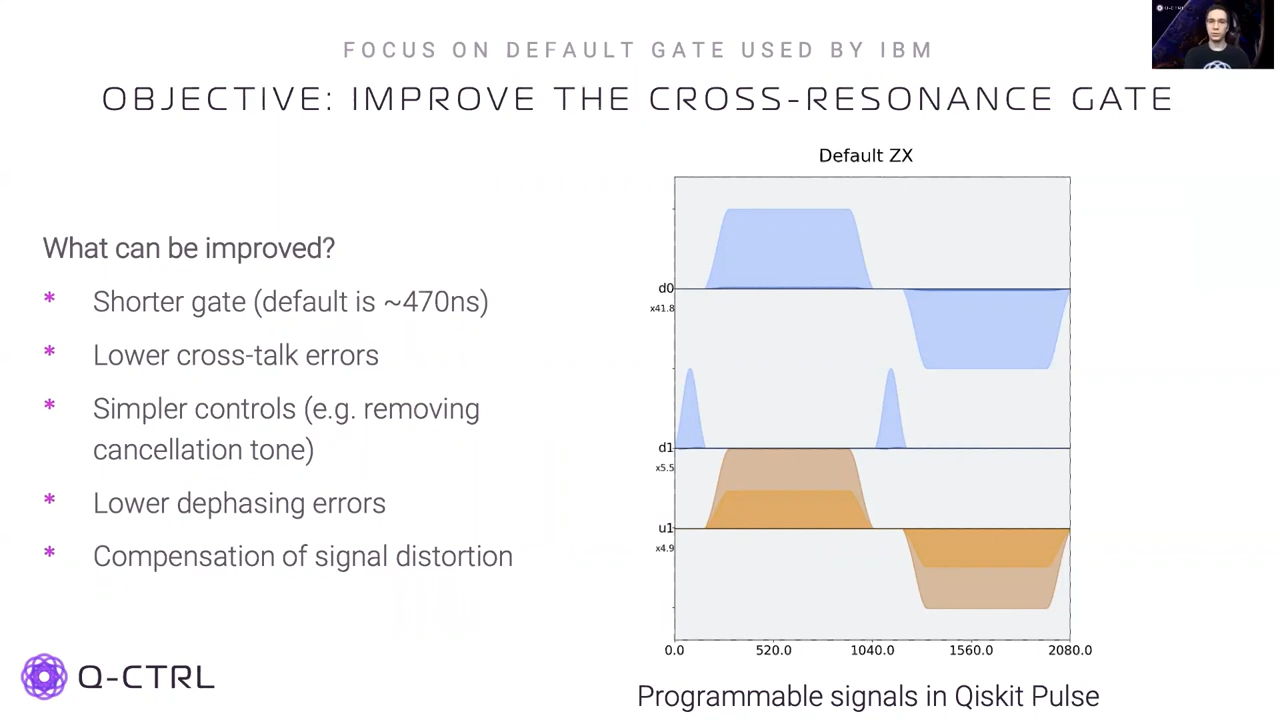 Q-CTRL
FOCUS ON DEFAULT GATE USED BY IBM
OBJECTIVE: IMPROVE THE CROSS-RESONANCE GATE
What can be improved?
* Shorter gate (default is ~470ns)
* Lower cross-talk errors
* Simpler controls (e.g. removing
cancellation tone)
* Lower dephasing errors
* Compensation of signal distortion
Default ZX
d0
x41.8
d1
x5.5
u1
x4.9
0.0 520.0 1040.0 1560.0 2080.0
Programmable signals in Qiskit Pulse
Q-CTRL